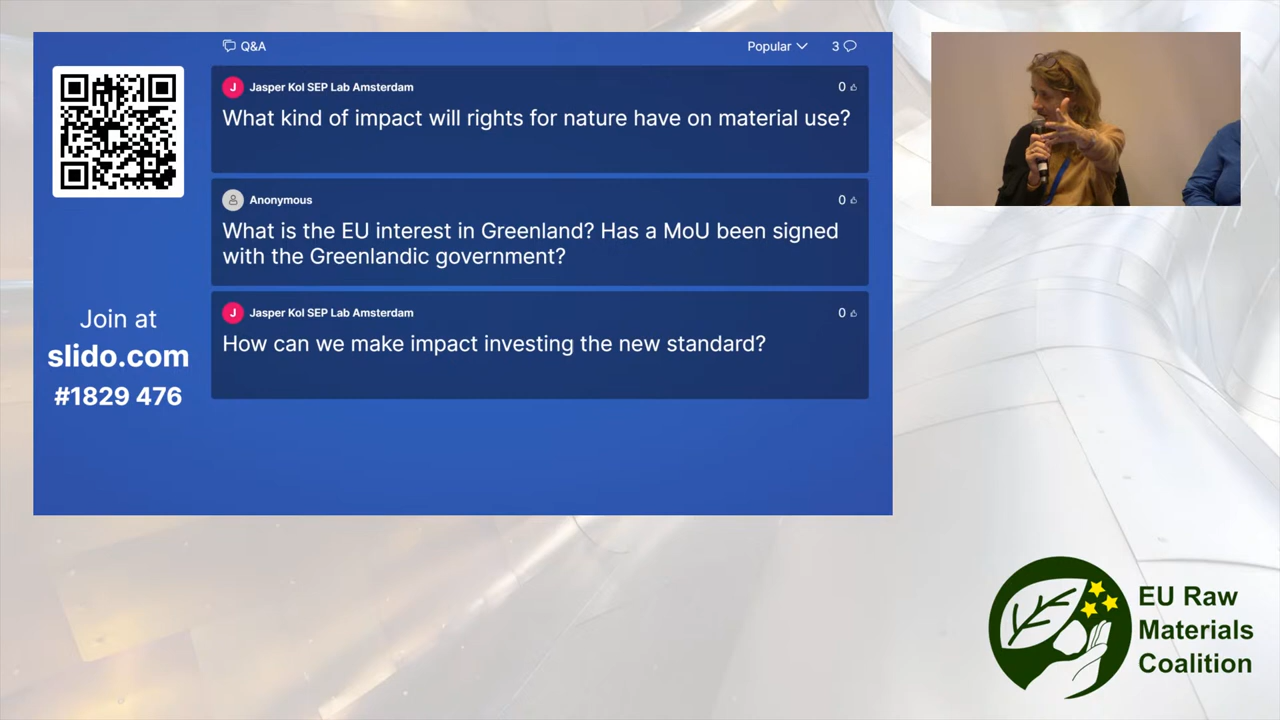 Q&A
Popular
3
J
Jasper Kol SEP Lab Amsterdam
0
What kind of impact will rights for nature have on material use?
Anonymous
0
What is the EU interest in Greenland? Has a MoU been signed
with the Greenlandic government?
J
Jasper Kol SEP Lab Amsterdam
0
How can we make impact investing the new standard?
Join at
slido.com
#1829 476
EU Raw
Materials
Coalition